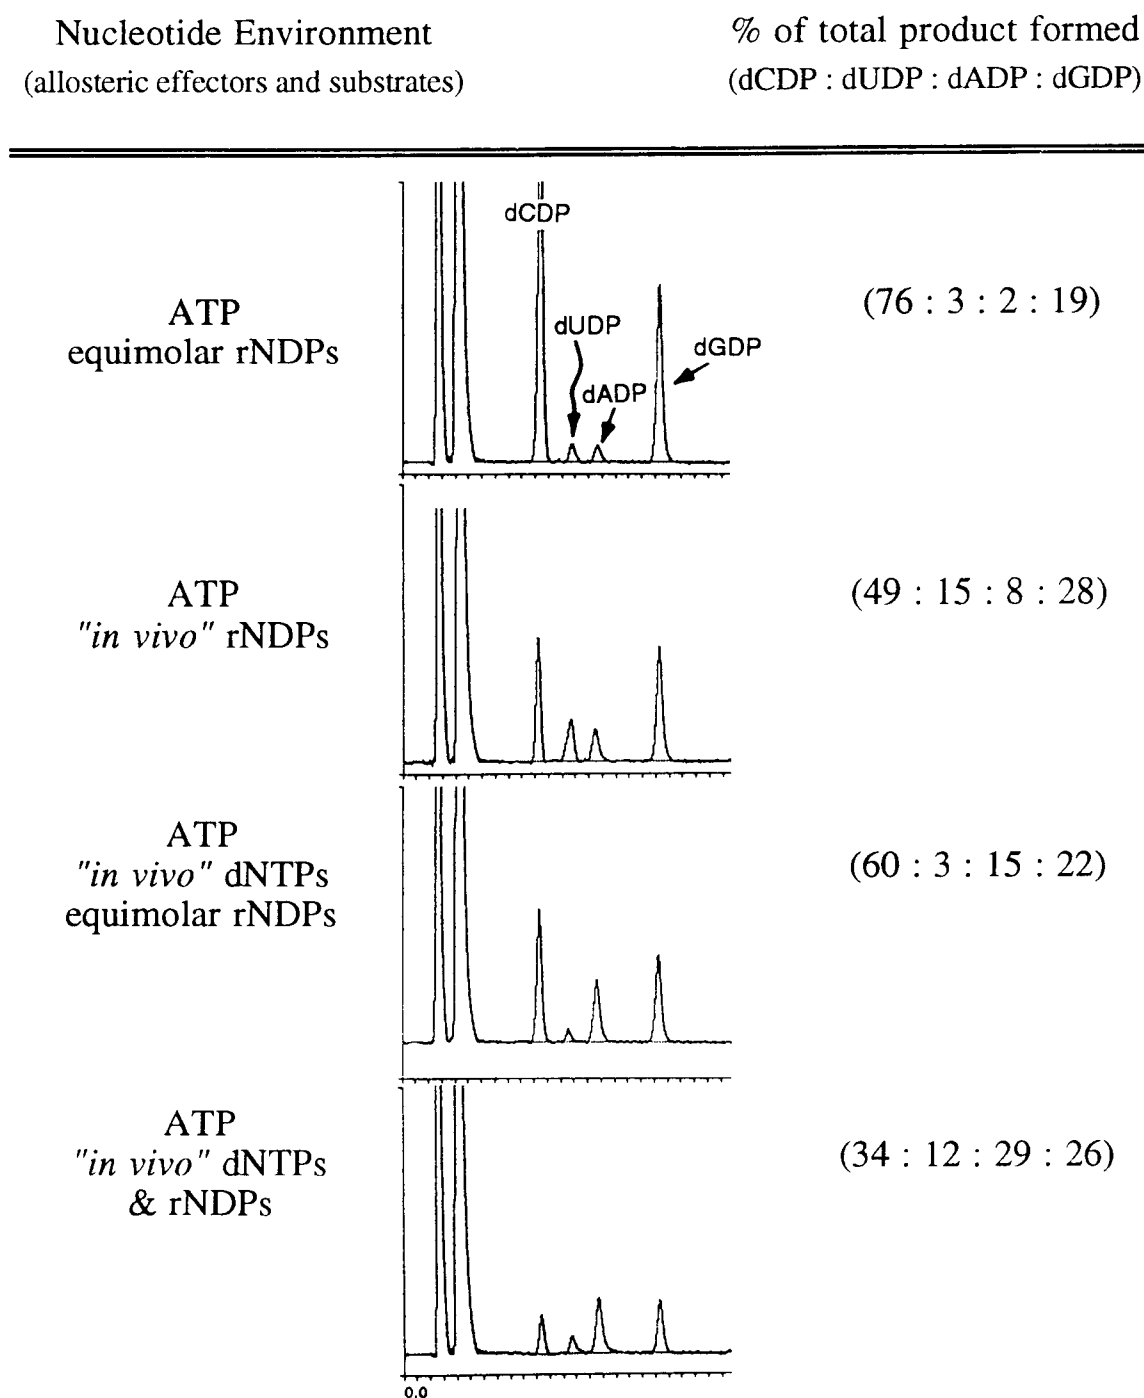 Nucleotide Environment
(allosteric effectors and substrates)
% of total product formed
(dCDP : dUDP : dADP : dGDP)
ATP
equimolar rNDPs
dCDP
dUDP
dADP
dGDP
(76 : 3 : 2 : 19)
ATP
"in vivo" rNDPs
(49 : 15 : 8 : 28)
ATP
"in vivo" dNTPs
equimolar rNDPs
(60 : 3 : 15 : 22)
ATP
"in vivo" dNTPs
& rNDPs
(34 : 12 : 29 : 26)
0.0